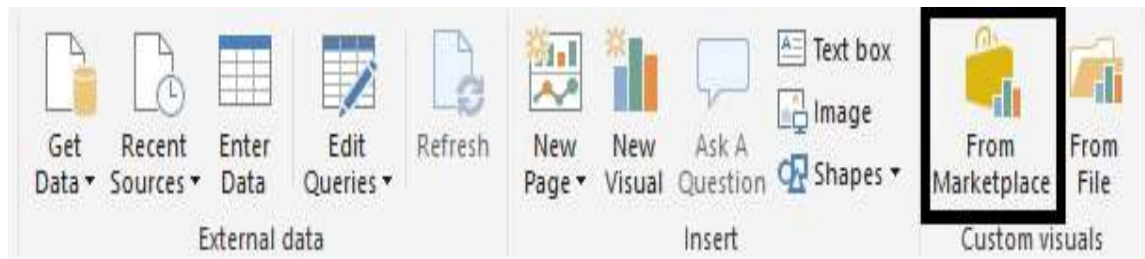 Get Data
Recent Sources
Enter Data
Edit Queries
Refresh
External data
New Page
New Visual
Ask A Question
Text box
Image
Shapes
Insert
From Marketplace
From File
Custom visuals